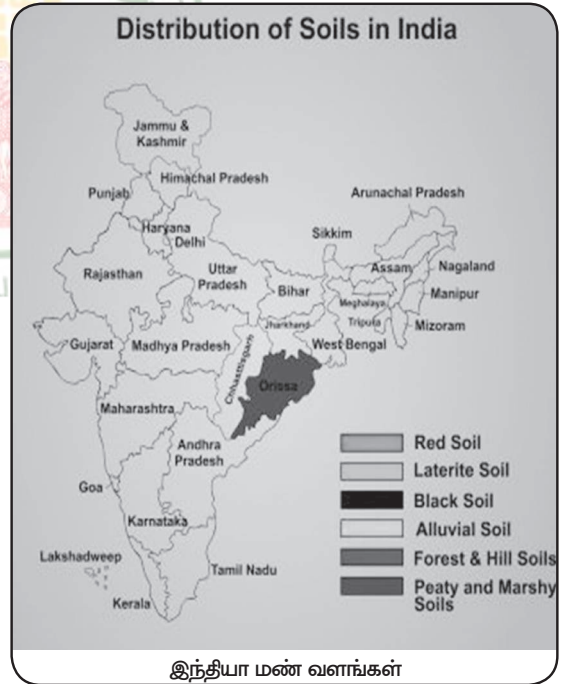 Distribution of Soils in India
Jammu &
Kashmir
Himachal Pradesh
Punjab
Arunachal Pradesh
Haryana
Delhi
Sikkim
Rajasthan
Uttar
Pradesh
Bihar
Assam
Nagaland
Meghalaya
Manipur
Jharkhand
Tripura
Mizoram
Gujarat
Madhya Pradesh
Chhasttisgarh
West Bengal
Orissa
Maharashtra
Andhra
Pradesh
Goa
Karnataka
Lakshadweep
Tamil Nadu
Kerala
Red Soil
Laterite Soil
Black Soil
Alluvial Soil
Forest & Hill Soils
Peaty and Marshy
Soils
இந்தியா மண் வளங்கள்